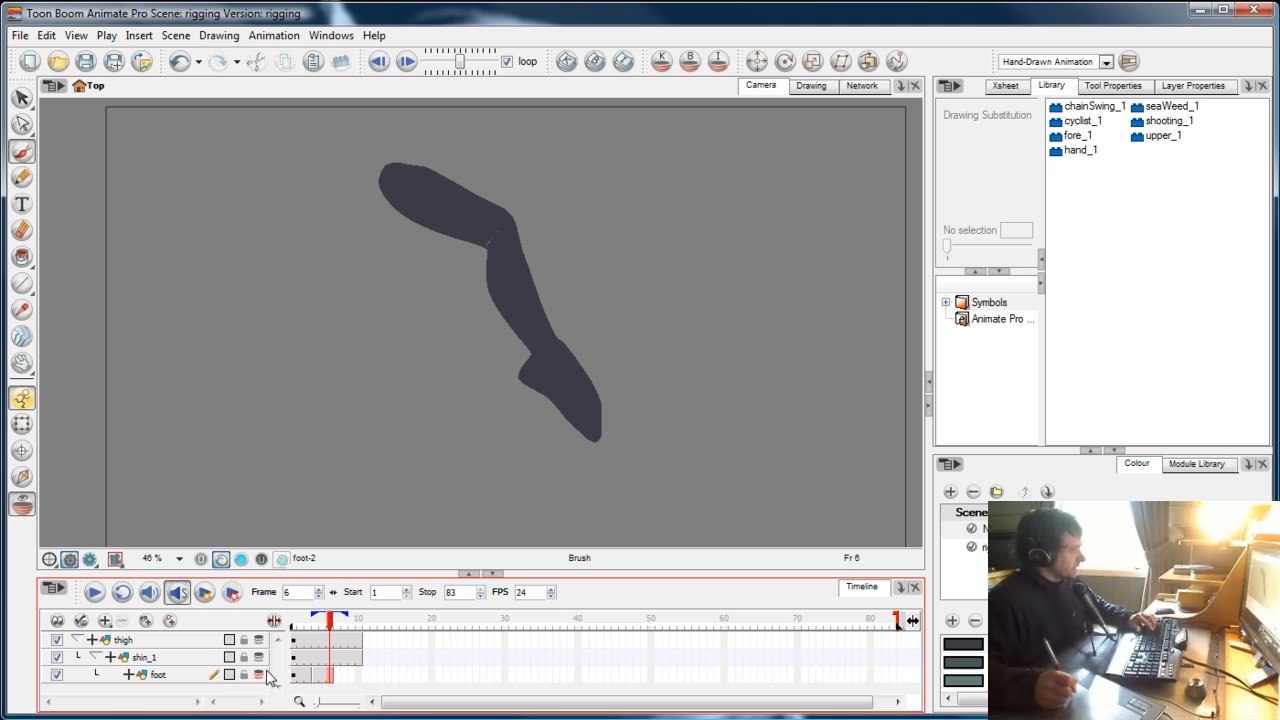 Toon Boom Animate Pro Scene: rigging Version: rigging
File Edit View Play Insert Scene Drawing Animation Windows Help
loop
K B I
Hand-Drawn Animation
Top
Camera Drawing Network
Xsheet Library Tool Properties Layer Properties
Drawing Substitution
chainSwing_1 seaWeed_1
cyclist_1 shooting_1
fore_1 upper_1
hand_1
No selection
Symbols
Animate Pro ...
Colour Module Library
Scene
46 % foot-2 Brush Fr 6
Frame 6 Start 1 Stop 83 FPS 24
Timeline
10 20 30 40 50 60 70 80
thigh
shin_1
foot